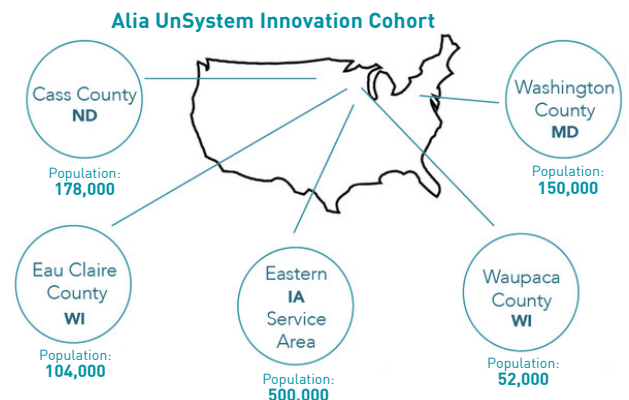 Alia UnSystem Innovation Cohort
Cass County
ND
Population:
178,000
Washington
County
MD
Population:
150,000
Eau Claire
County
WI
Population:
104,000
Eastern
IA
Service
Area
Population:
500,000
Waupaca
County
WI
Population:
52,000